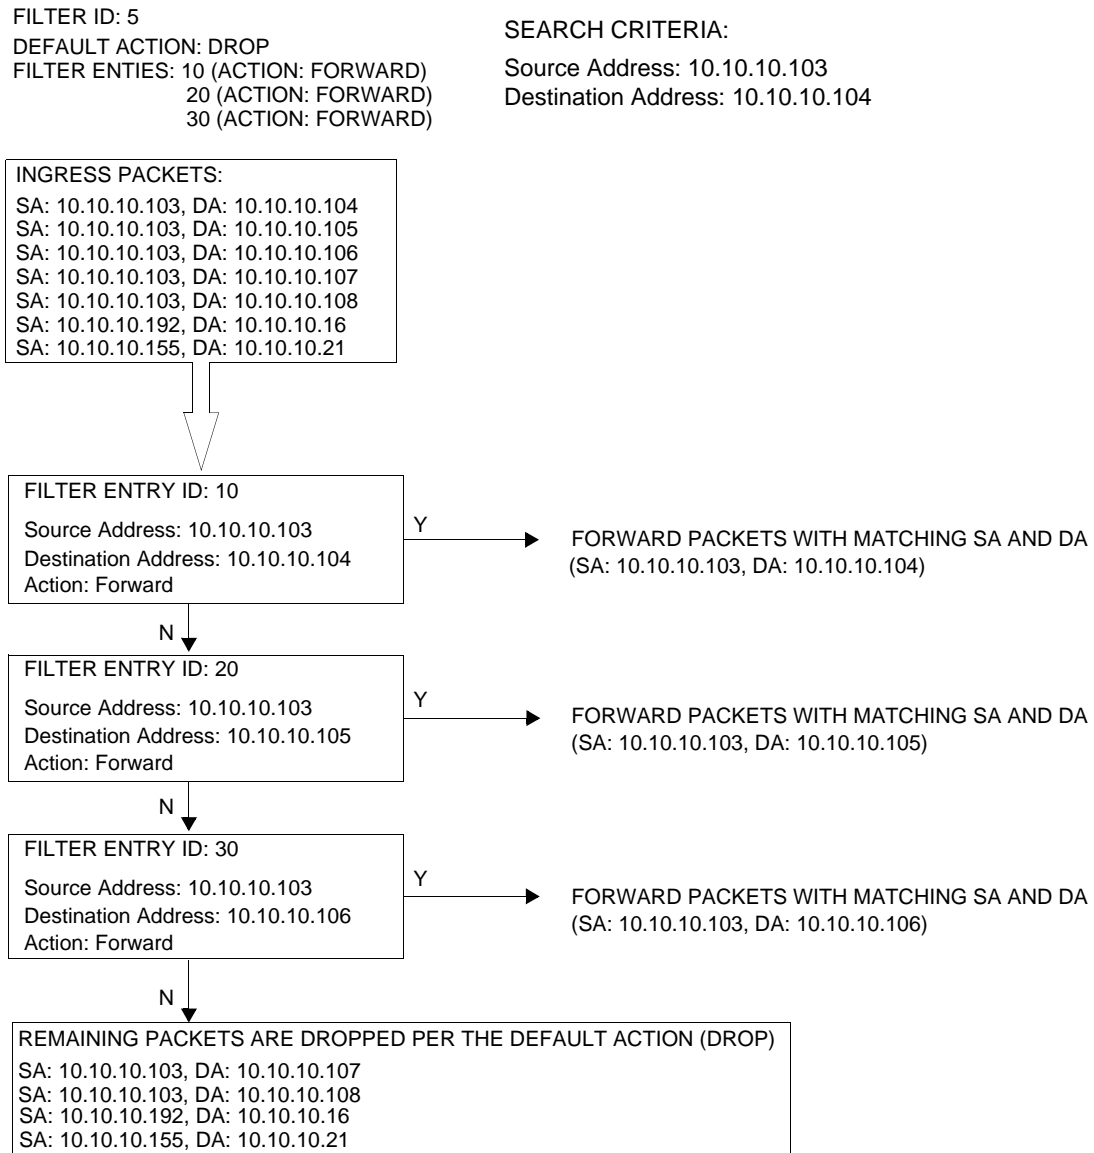 FILTER ID: 5
DEFAULT ACTION: DROP
FILTER ENTIES: 10 (ACTION: FORWARD)
20 (ACTION: FORWARD)
30 (ACTION: FORWARD)
SEARCH CRITERIA:
Source Address: 10.10.10.103
Destination Address: 10.10.10.104
INGRESS PACKETS:
SA: 10.10.10.103, DA: 10.10.10.104
SA: 10.10.10.103, DA: 10.10.10.105
SA: 10.10.10.103, DA: 10.10.10.106
SA: 10.10.10.103, DA: 10.10.10.107
SA: 10.10.10.103, DA: 10.10.10.108
SA: 10.10.10.192, DA: 10.10.10.16
SA: 10.10.10.155, DA: 10.10.10.21
FILTER ENTRY ID: 10
Source Address: 10.10.10.103
Destination Address: 10.10.10.104
Action: Forward
Y
FORWARD PACKETS WITH MATCHING SA AND DA
(SA: 10.10.10.103, DA: 10.10.10.104)
N
FILTER ENTRY ID: 20
Source Address: 10.10.10.103
Destination Address: 10.10.10.105
Action: Forward
Y
FORWARD PACKETS WITH MATCHING SA AND DA
(SA: 10.10.10.103, DA: 10.10.10.105)
N
FILTER ENTRY ID: 30
Source Address: 10.10.10.103
Destination Address: 10.10.10.106
Action: Forward
Y
FORWARD PACKETS WITH MATCHING SA AND DA
(SA: 10.10.10.103, DA: 10.10.10.106)
N
REMAINING PACKETS ARE DROPPED PER THE DEFAULT ACTION (DROP)
SA: 10.10.10.103, DA: 10.10.10.107
SA: 10.10.10.103, DA: 10.10.10.108
SA: 10.10.10.192, DA: 10.10.10.16
SA: 10.10.10.155, DA: 10.10.10.21